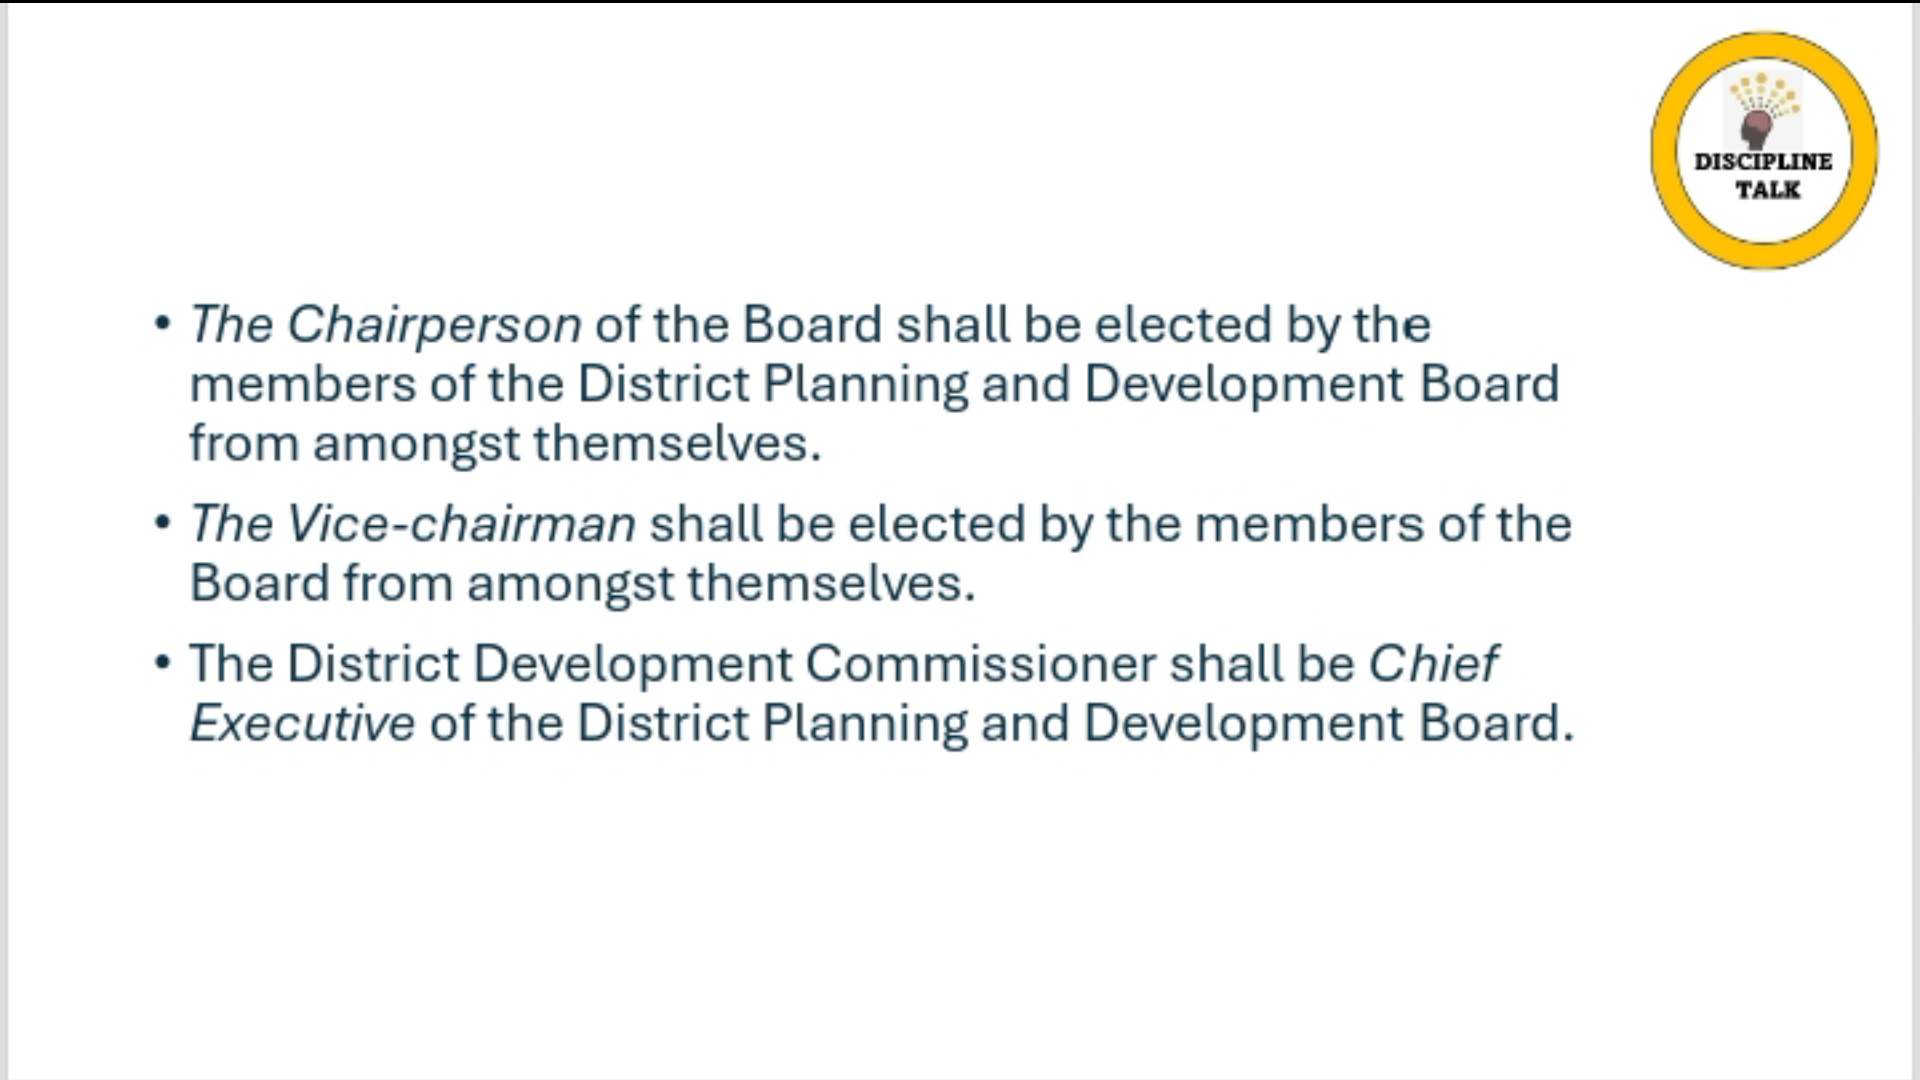 DISCIPLINE
TALK
• The Chairperson of the Board shall be elected by the
members of the District Planning and Development Board
from amongst themselves.
• The Vice-chairman shall be elected by the members of the
Board from amongst themselves.
• The District Development Commissioner shall be Chief
Executive of the District Planning and Development Board.